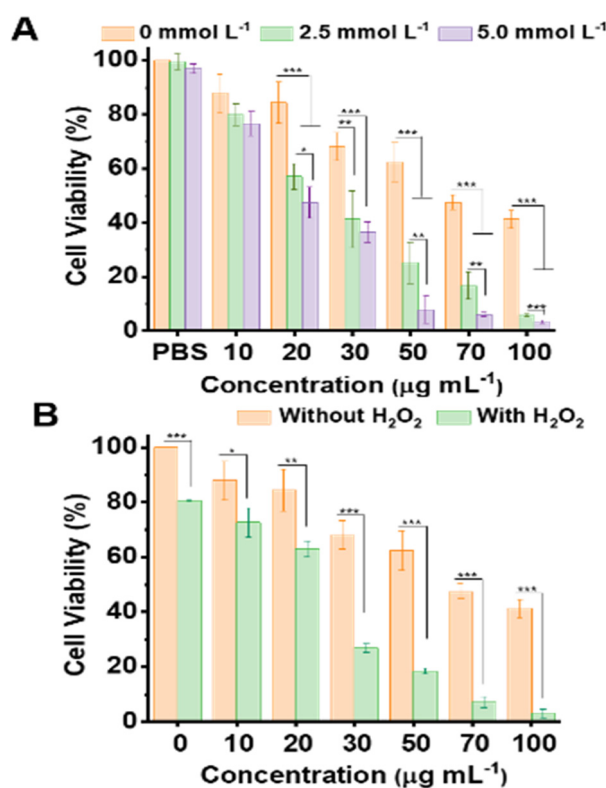 A
0 mmol L⁻¹ 2.5 mmol L⁻¹ 5.0 mmol L⁻¹
Cell Viability (%)
100
80
60
40
20
0
*** *** ** *** *** ***
* ** ** ***
PBS 10 20 30 50 70 100
Concentration (μg mL⁻¹)
B
Without H₂O₂ With H₂O₂
Cell Viability (%)
100
80
60
40
20
0
*** * ** *** *** *** ***
0 10 20 30 50 70 100
Concentration (μg mL⁻¹)